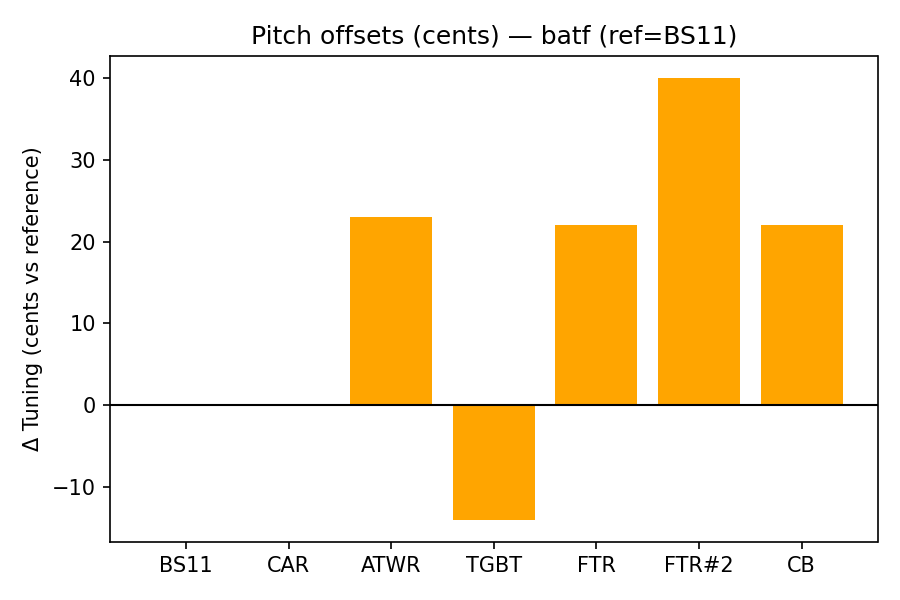 Pitch offsets (cents) — batf (ref=BS11)
Δ Tuning (cents vs reference)
40
30
20
10
0
−10
BS11 CAR ATWR TGBT FTR FTR#2 CB